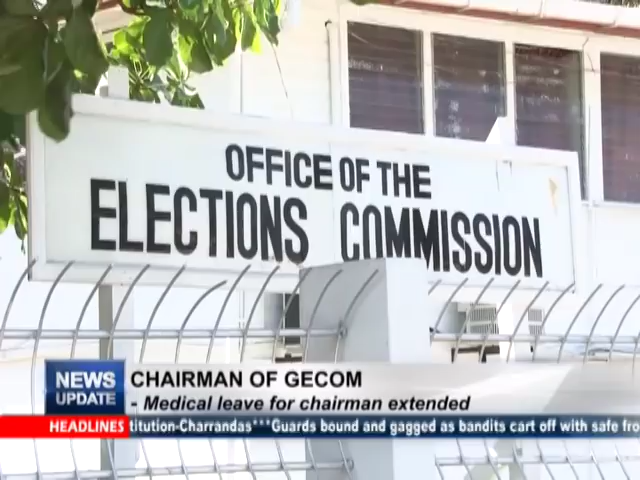 OFFICE OF THE
ELECTIONS COMMISSION
NEWS
UPDATE
CHAIRMAN OF GECOM
- Medical leave for chairman extended
HEADLINES
titution-Charrandas***Guards bound and gagged as bandits cart off with safe fro